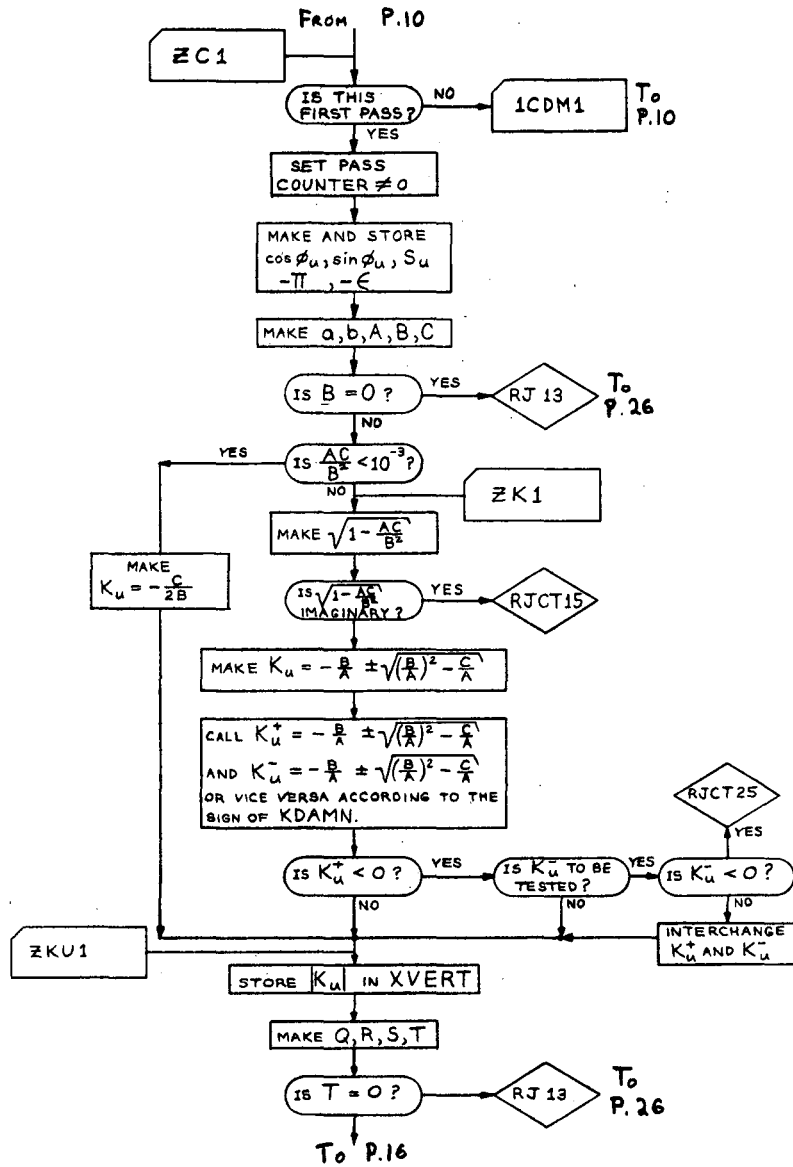 FROM P.10
ƵC1
IS THIS
FIRST PASS?
NO
1CDM1
TO
P.10
YES
SET PASS
COUNTER ≠ 0
MAKE AND STORE
cos ϕᵤ, sin ϕᵤ, Sᵤ
-π , -ϵ
MAKE a, b, A, B, C
IS B = 0 ?
YES
RJ 13
TO
P.26
NO
IS AC/B² < 10⁻³ ?
YES
NO
ƵK1
MAKE √(1 - AC/B²)
MAKE
Kᵤ = - C/2B
IS √(1 - AC/B²)
IMAGINARY ?
YES
RJCT15
MAKE Kᵤ = - B/A ± √((B/A)² - C/A)
CALL Kᵤ⁺ = - B/A ± √((B/A)² - C/A)
AND Kᵤ⁻ = - B/A ± √((B/A)² - C/A)
OR VICE VERSA ACCORDING TO THE
SIGN OF KDAMN.
RJCT25
YES
IS Kᵤ⁺ < 0 ?
YES
IS Kᵤ⁻ TO BE
TESTED ?
YES
IS Kᵤ⁻ < 0 ?
NO
NO
NO
INTERCHANGE
Kᵤ⁺ AND Kᵤ⁻
ƵKU1
STORE |Kᵤ| IN XVERT
MAKE Q, R, S, T
IS T = 0 ?
RJ 13
TO
P.26
TO P.16